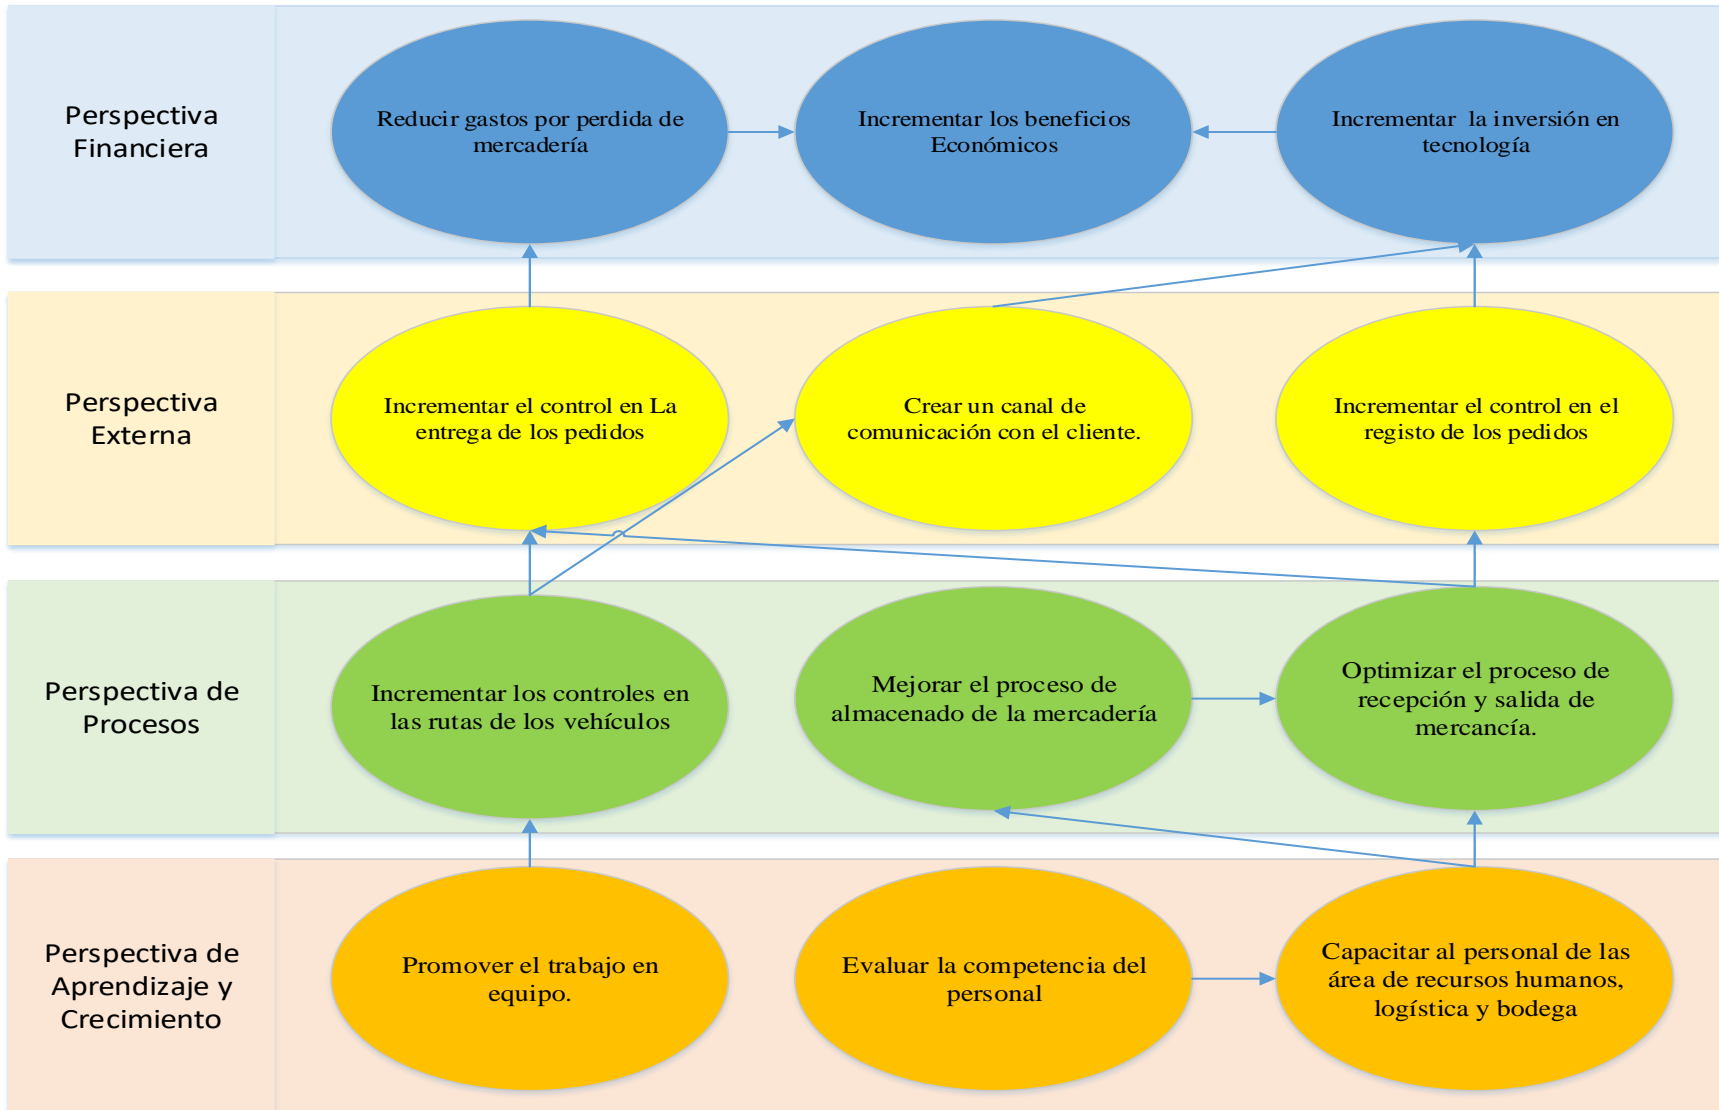 Perspectiva
Financiera
Reducir gastos por perdida de
mercadería
Incrementar los beneficios
Económicos
Incrementar la inversión en
tecnología
Perspectiva
Externa
Incrementar el control en La
entrega de los pedidos
Crear un canal de
comunicación con el cliente.
Incrementar el control en el
registo de los pedidos
Perspectiva de
Procesos
Incrementar los controles en
las rutas de los vehículos
Mejorar el proceso de
almacenado de la mercadería
Optimizar el proceso de
recepción y salida de
mercancía.
Perspectiva de
Aprendizaje y
Crecimiento
Promover el trabajo en
equipo.
Evaluar la competencia del
personal
Capacitar al personal de las
área de recursos humanos,
logística y bodega